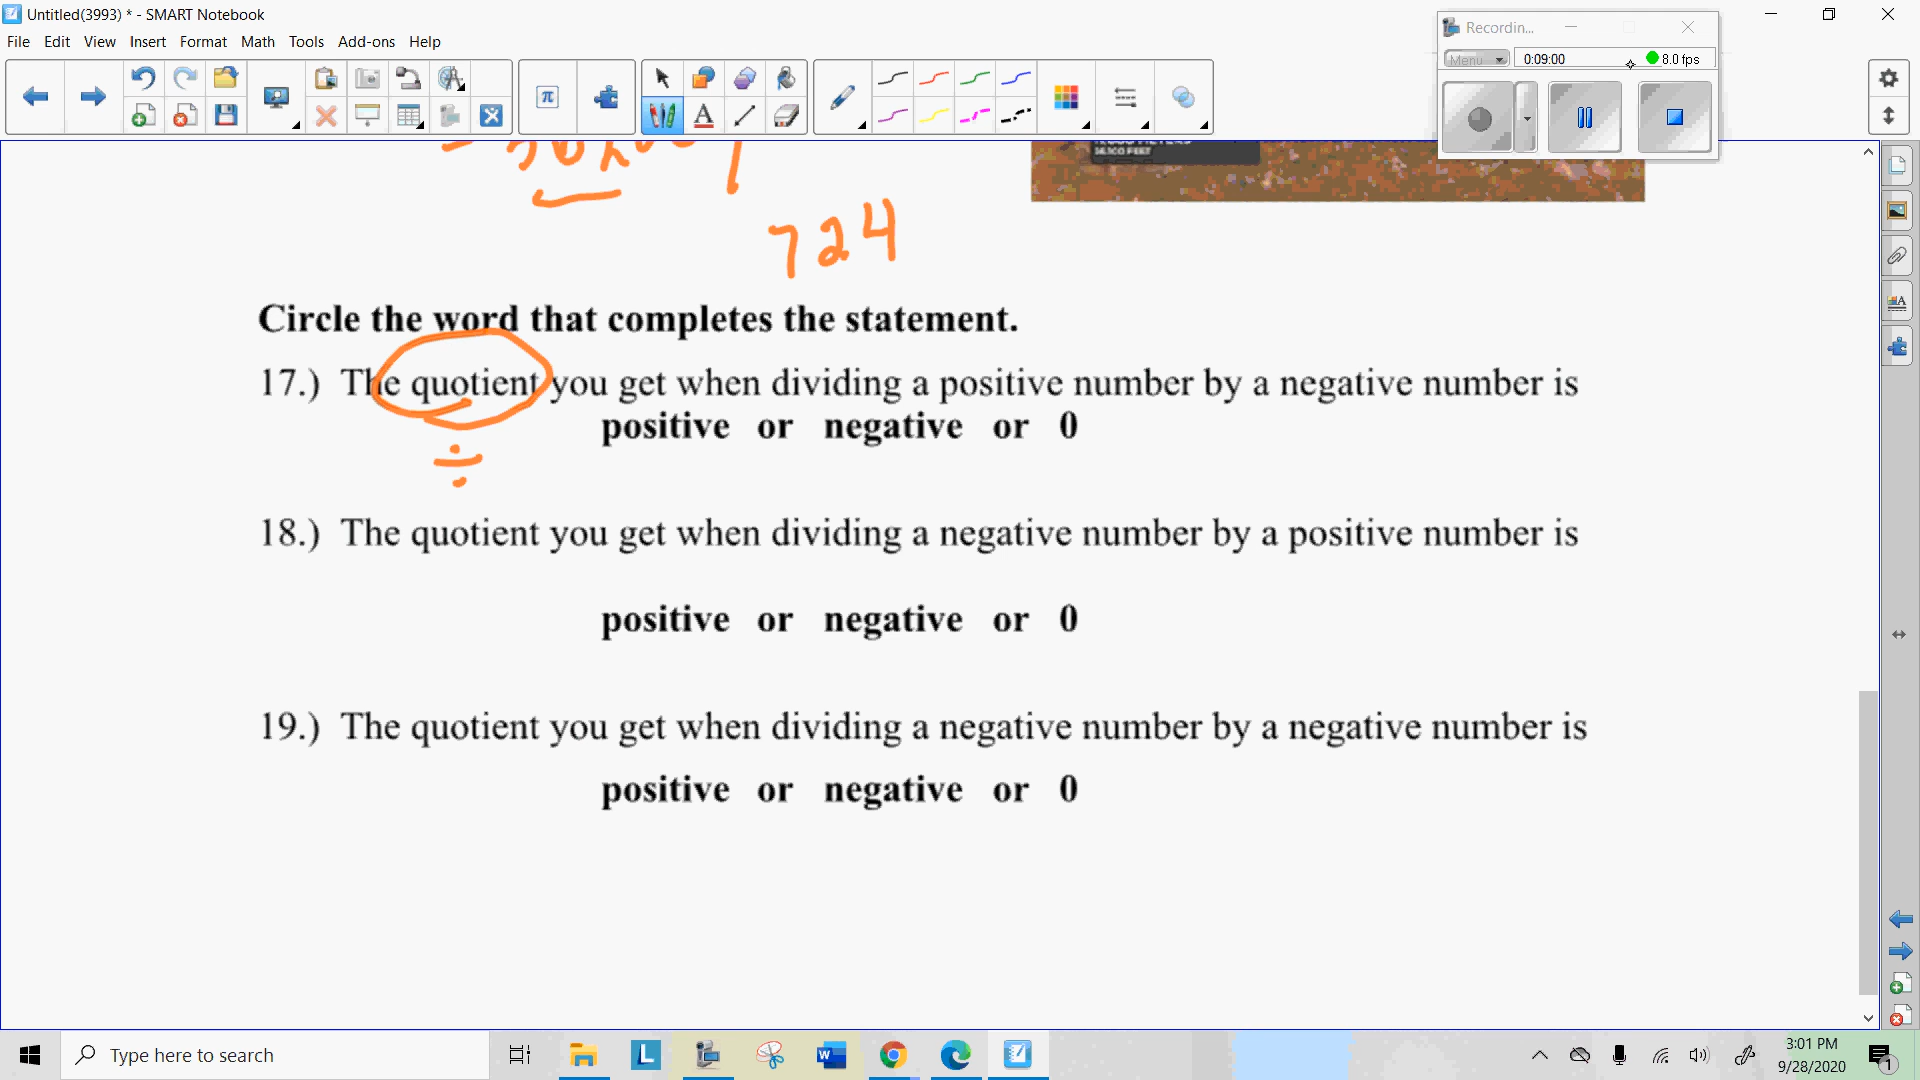 Untitled(3993) * - SMART Notebook
File Edit View Insert Format Math Tools Add-ons Help
Recordin...
Menu 0:09:00 8.0 fps
π
A
FEET
724
Circle the word that completes the statement.
17.) The quotient you get when dividing a positive number by a negative number is
÷
positive or negative or 0
18.) The quotient you get when dividing a negative number by a positive number is
positive or negative or 0
19.) The quotient you get when dividing a negative number by a negative number is
positive or negative or 0
Type here to search
L
W
3:01 PM
9/28/2020
1